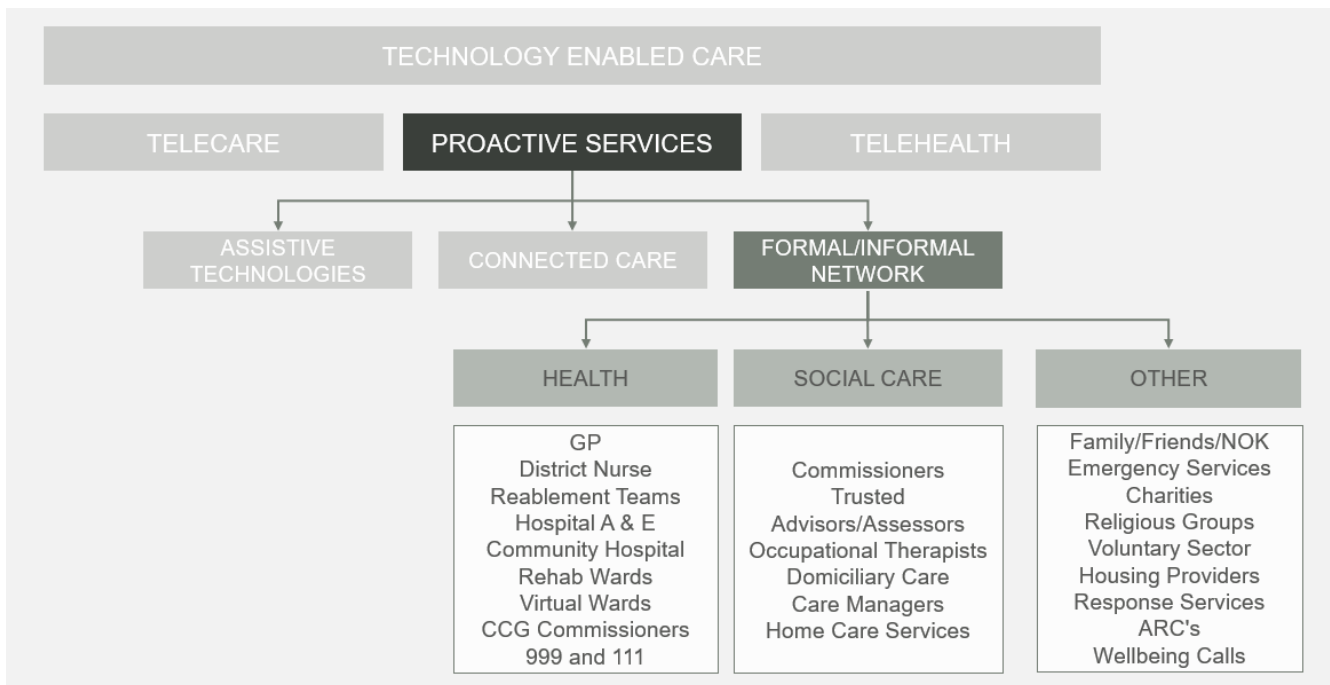 TECHNOLOGY ENABLED CARE
TELECARE
PROACTIVE SERVICES
TELEHEALTH
ASSISTIVE
TECHNOLOGIES
CONNECTED CARE
FORMAL/INFORMAL
NETWORK
HEALTH
SOCIAL CARE
OTHER
GP
District Nurse
Reablement Teams
Hospital A & E
Community Hospital
Rehab Wards
Virtual Wards
CCG Commissioners
999 and 111
Commissioners
Trusted
Advisors/Assessors
Occupational Therapists
Domiciliary Care
Care Managers
Home Care Services
Family/Friends/NOK
Emergency Services
Charities
Religious Groups
Voluntary Sector
Housing Providers
Response Services
ARC's
Wellbeing Calls